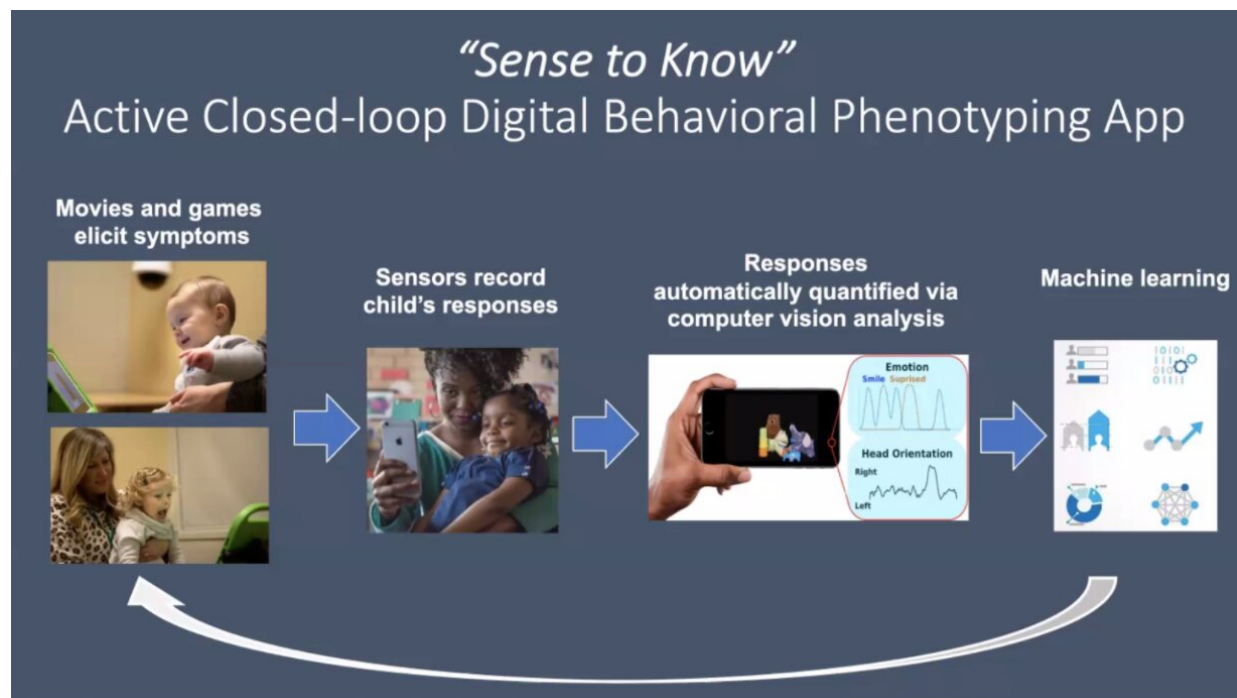 “Sense to Know”
Active Closed-loop Digital Behavioral Phenotyping App
Movies and games
elicit symptoms
Sensors record
child’s responses
Responses
automatically quantified via
computer vision analysis
Machine learning
Emotion
Smile Suprised
Head Orientation
Right
Left